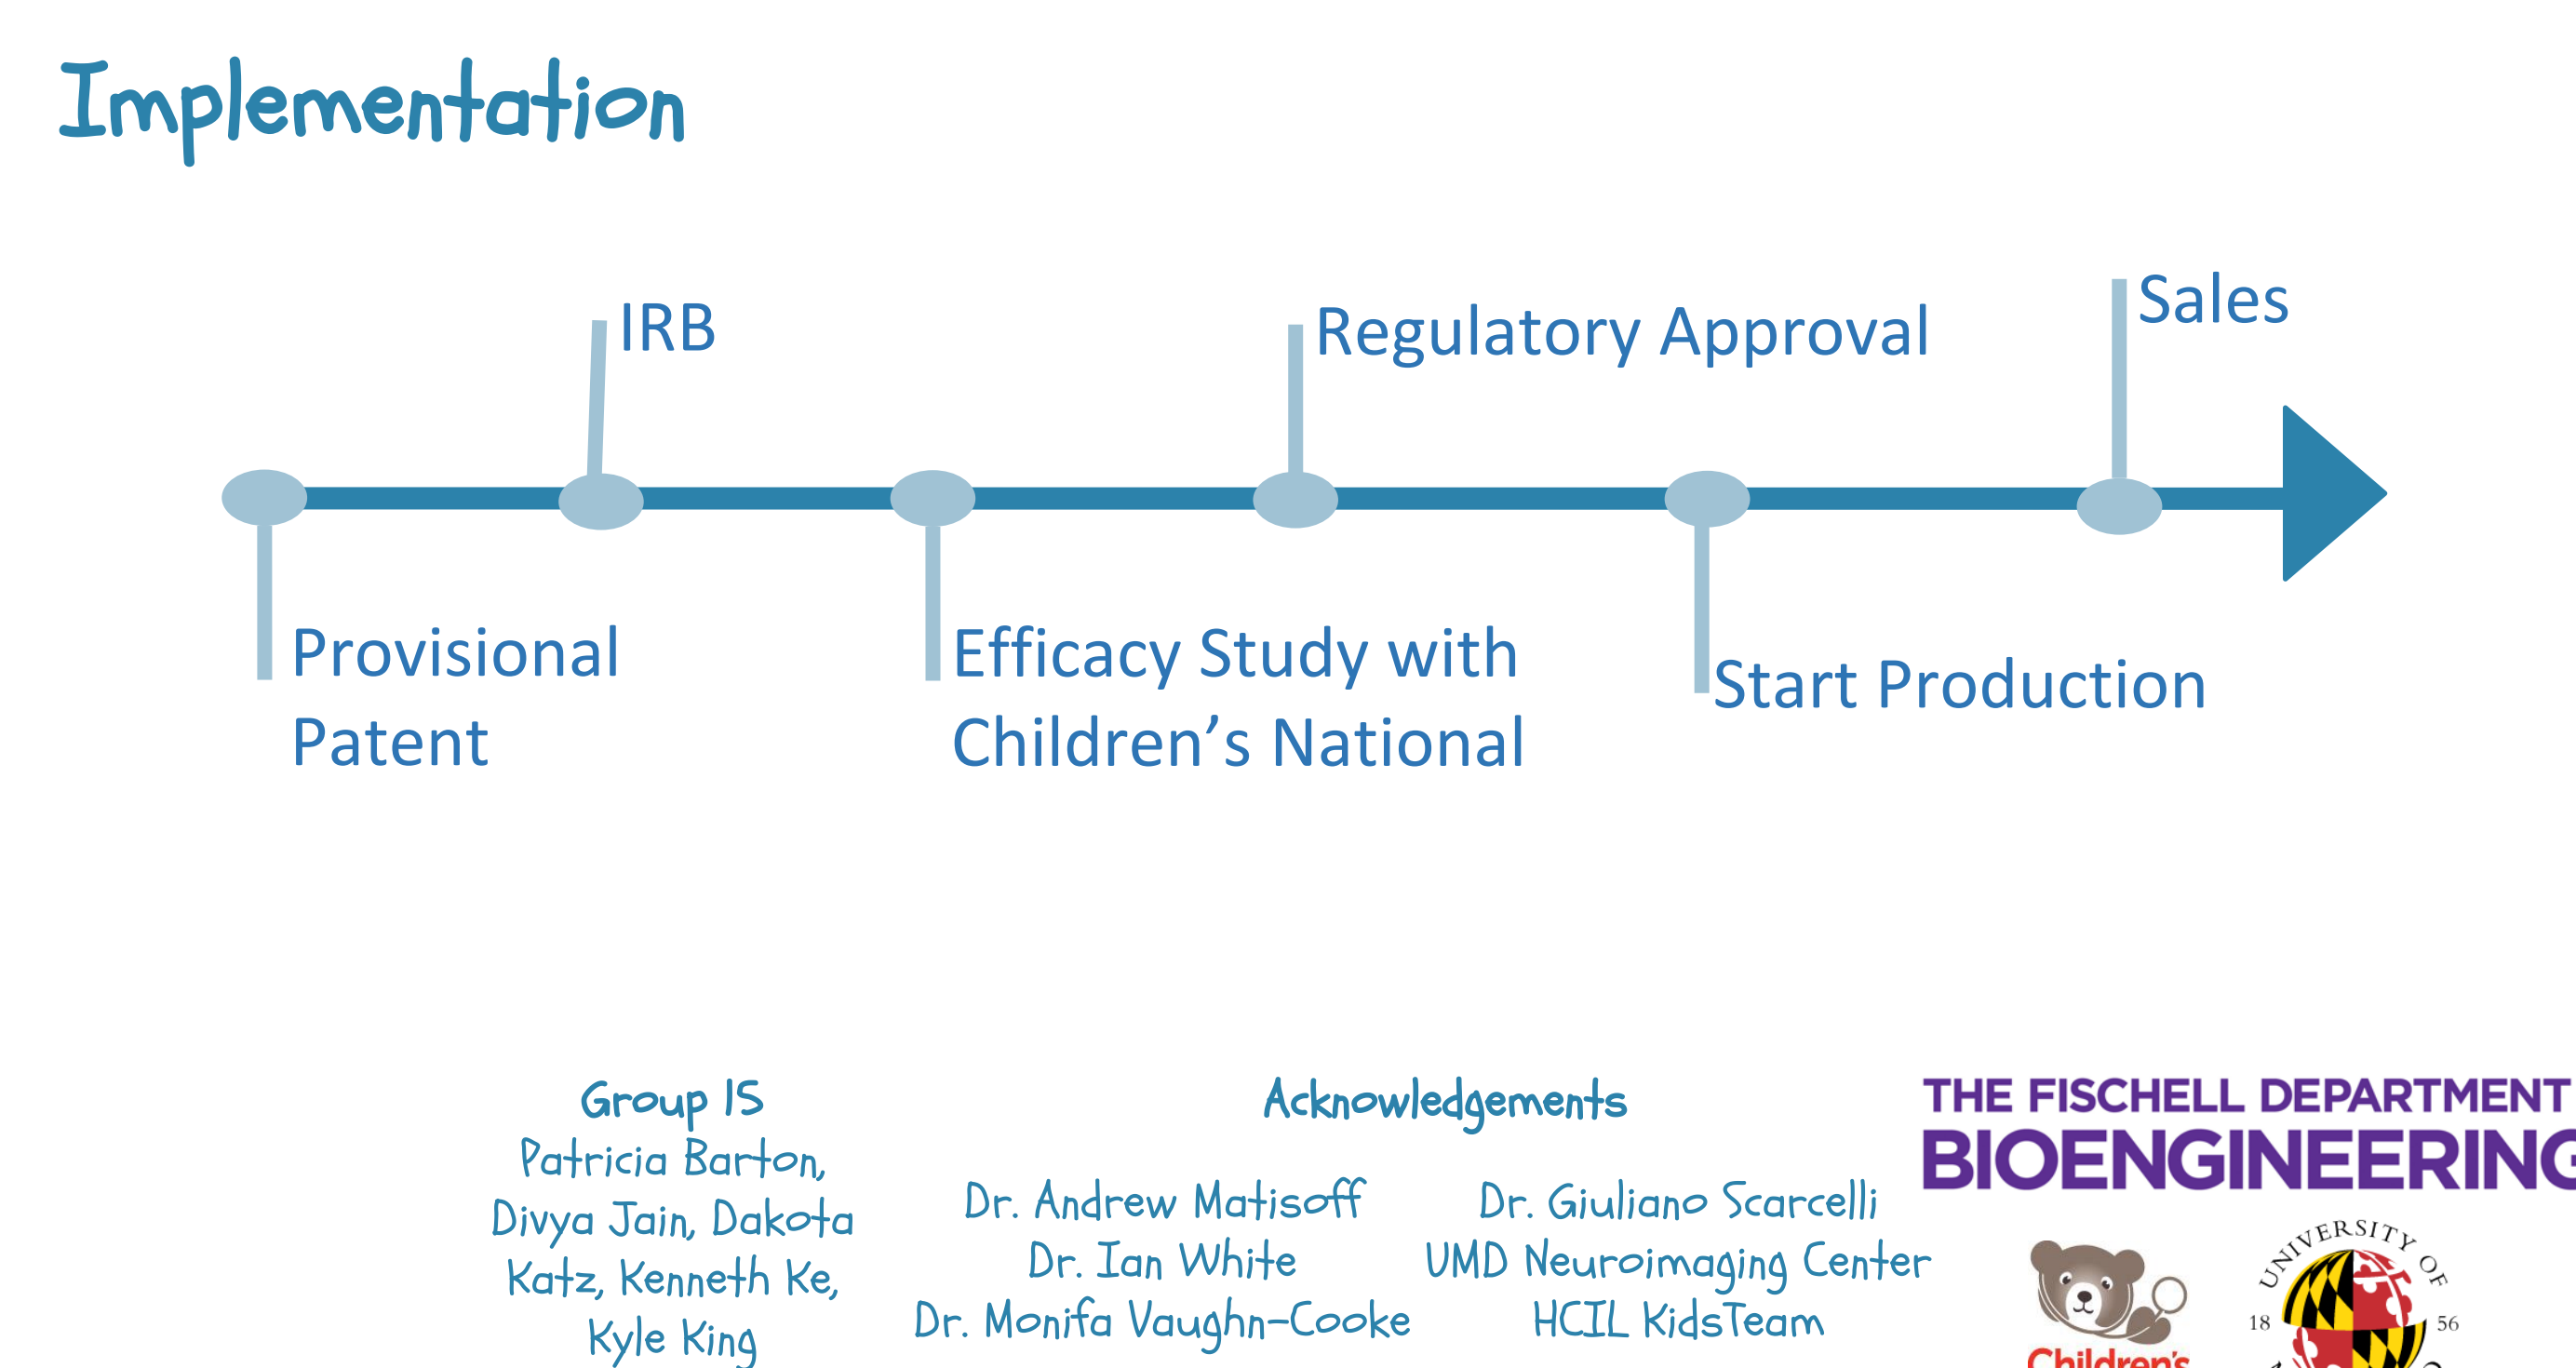 Implementation
IRB
Regulatory Approval
Sales
Provisional
Patent
Efficacy Study with
Children’s National
Start Production
Group 15
Patricia Barton,
Divya Jain, Dakota
Katz, Kenneth Ke,
Kyle King
Acknowledgements
Dr. Andrew Matisoff
Dr. Ian White
Dr. Monifa Vaughn-Cooke
Dr. Giuliano Scarcelli
UMD Neuroimaging Center
HCIL KidsTeam
THE FISCHELL DEPARTMENT
BIOENGINEERING
Children's
UNIVERSITY OF
18 56